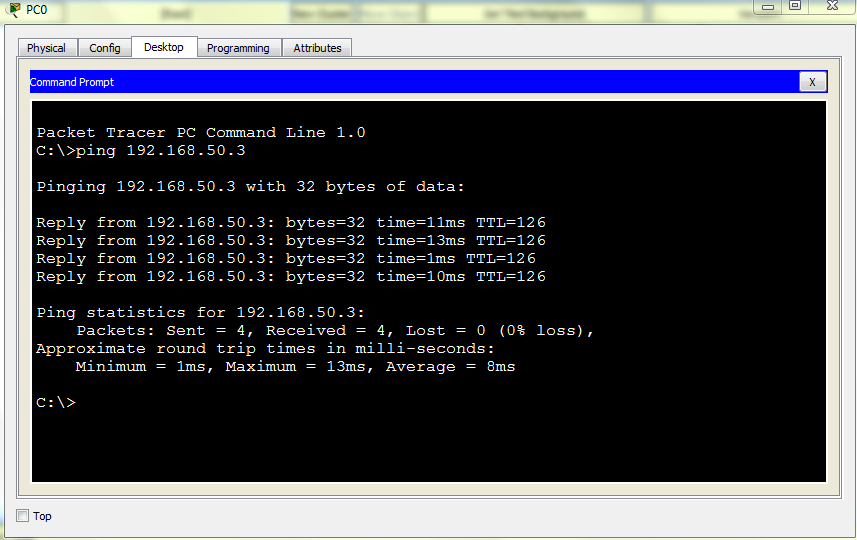 PC0
Physical Config Desktop Programming Attributes
Command Prompt X
Packet Tracer PC Command Line 1.0
C:\>ping 192.168.50.3
Pinging 192.168.50.3 with 32 bytes of data:
Reply from 192.168.50.3: bytes=32 time=11ms TTL=126
Reply from 192.168.50.3: bytes=32 time=13ms TTL=126
Reply from 192.168.50.3: bytes=32 time=1ms TTL=126
Reply from 192.168.50.3: bytes=32 time=10ms TTL=126
Ping statistics for 192.168.50.3:
Packets: Sent = 4, Received = 4, Lost = 0 (0% loss),
Approximate round trip times in milli-seconds:
Minimum = 1ms, Maximum = 13ms, Average = 8ms
C:\>
Top